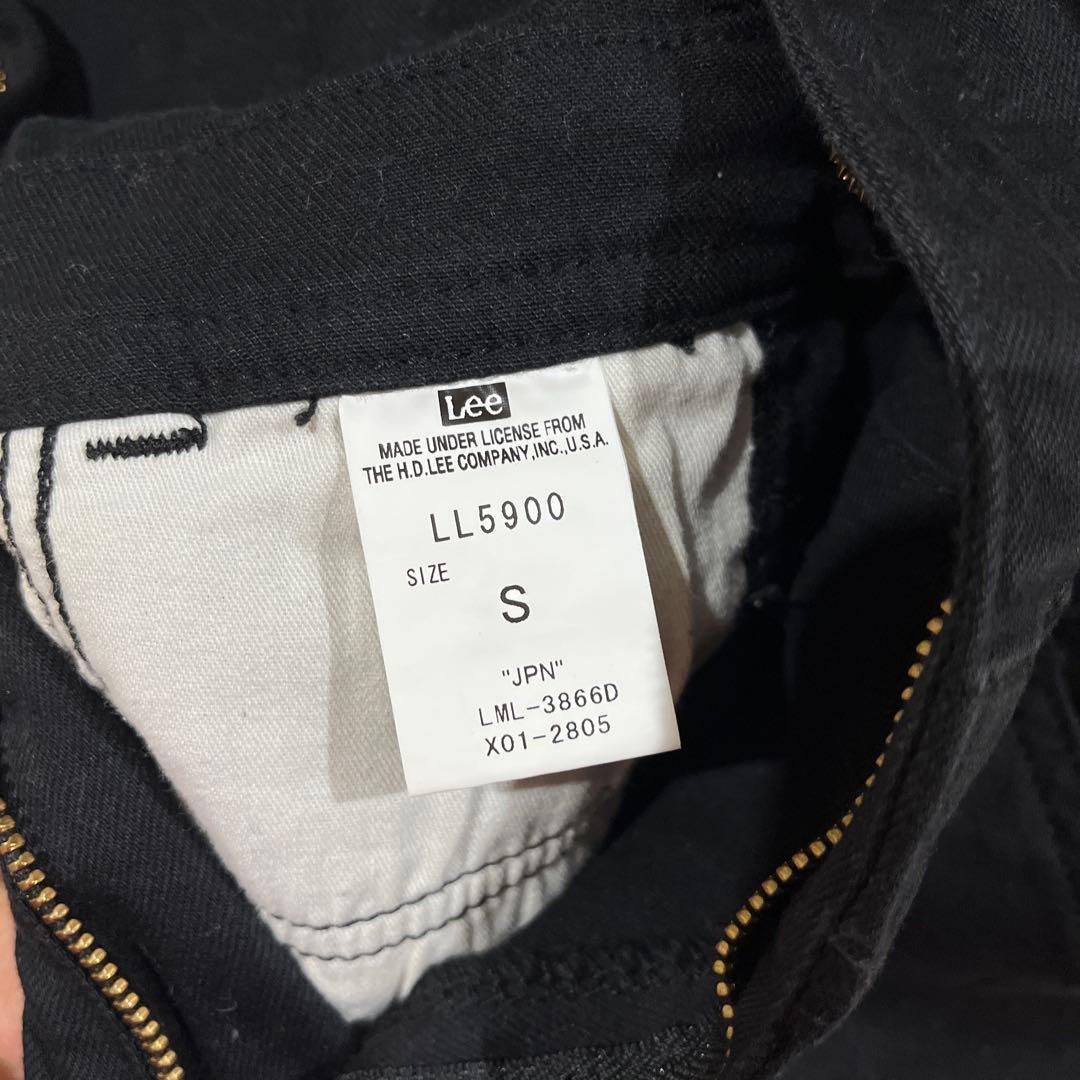 Lee
MADE UNDER LICENSE FROM
THE H.D.LEE COMPANY,INC.,U.S.A.
LL5900
SIZE
S
"JPN"
LML-3866D
X01-2805